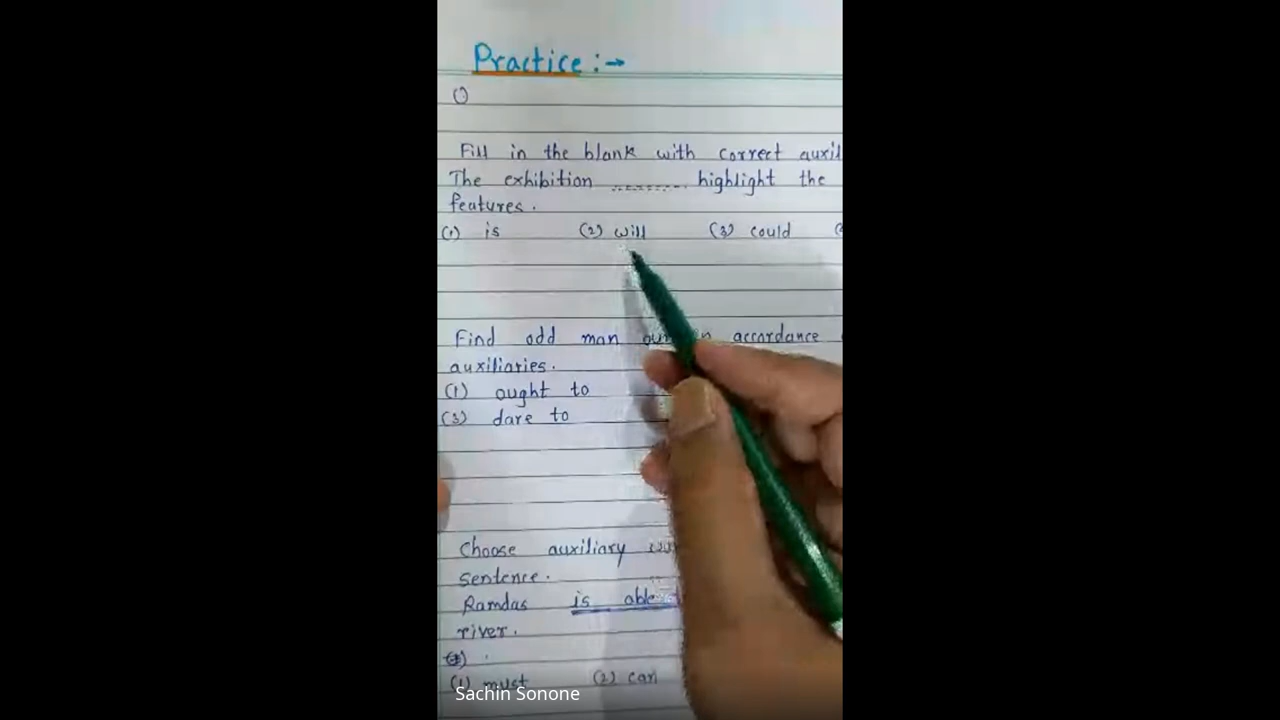 Practice :→
Fill in the blank with correct auxil
The exhibition ......... highlight the
features.
(1) is (2) will (3) could
Find odd man accordance
auxiliaries.
(1) ought to
(3) dare to
Choose auxiliary
sentence.
Ramdas is able
river.
(1) must (2) can
Sachin Sonone